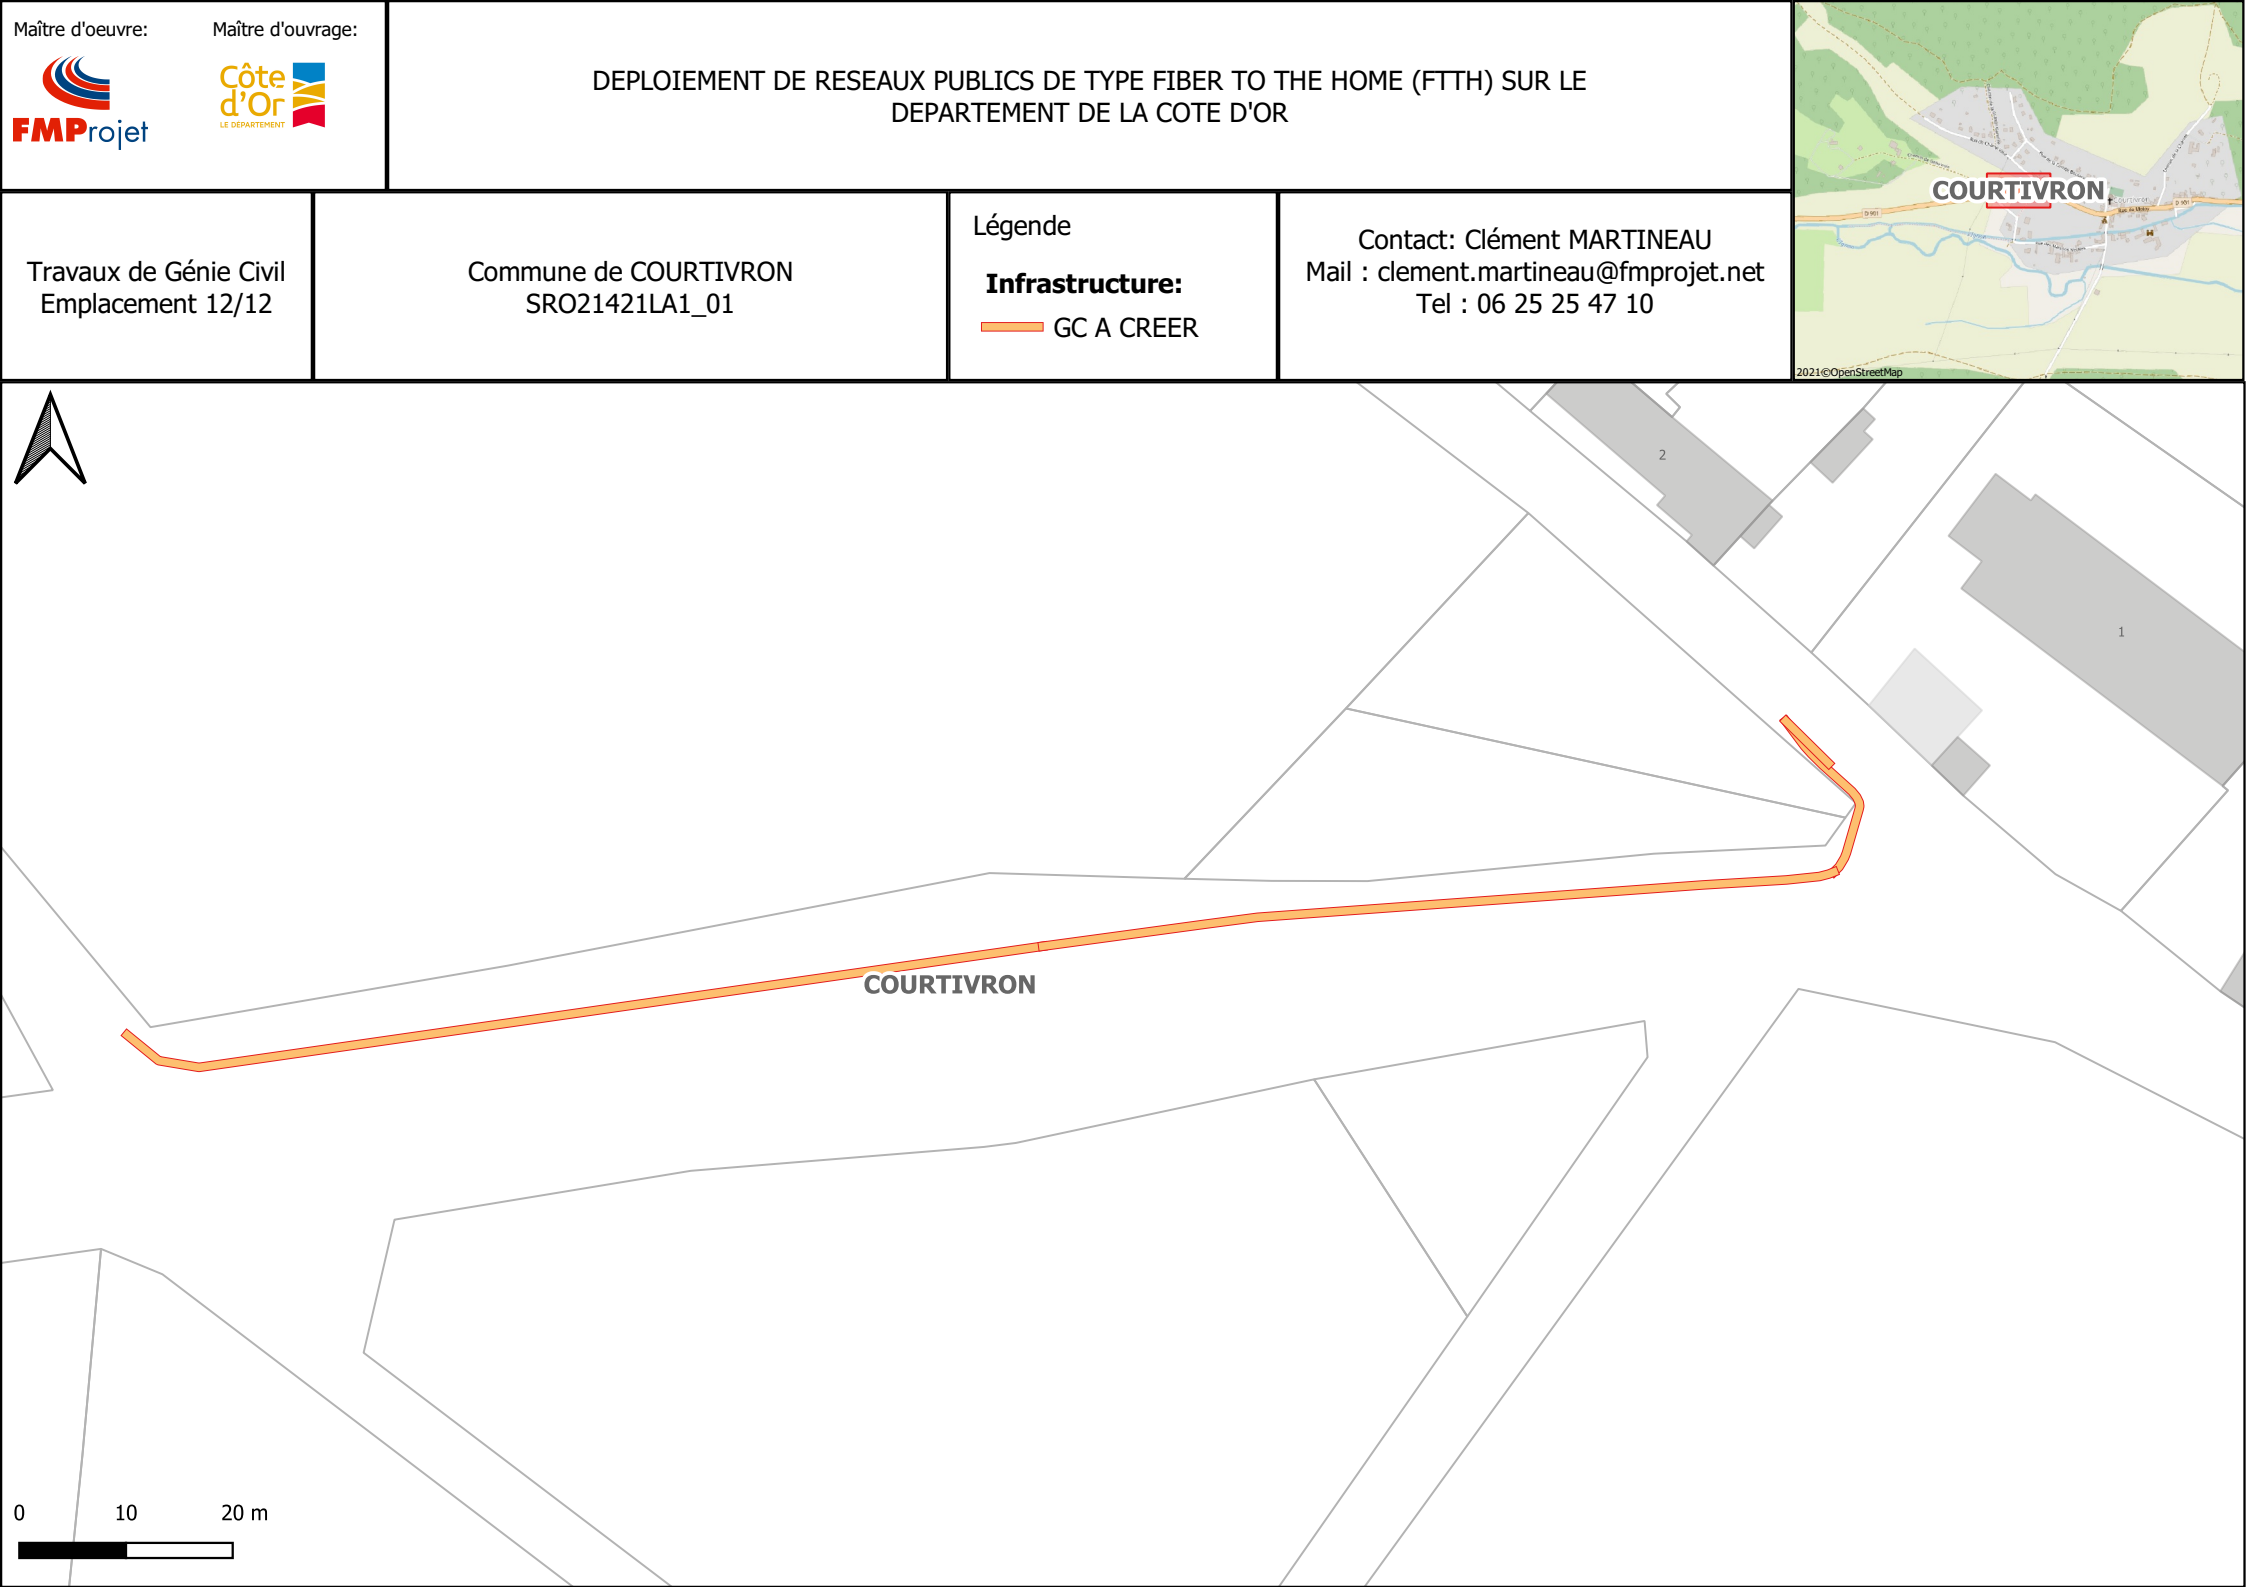 Maître d'oeuvre:
Maître d'ouvrage:
FMProjet
Côte
d'Or
LE DÉPARTEMENT
DEPLOIEMENT DE RESEAUX PUBLICS DE TYPE FIBER TO THE HOME (FTTH) SUR LE
DEPARTEMENT DE LA COTE D'OR
Travaux de Génie Civil
Emplacement 12/12
Commune de COURTIVRON
SRO21421LA1_01
Légende
Infrastructure:
GC A CREER
Contact: Clément MARTINEAU
Mail : clement.martineau@fmprojet.net
Tel : 06 25 25 47 10
COURTIVRON
D 901
D 901
2021©OpenStreetMap
2
1
COURTIVRON
0 10 20 m